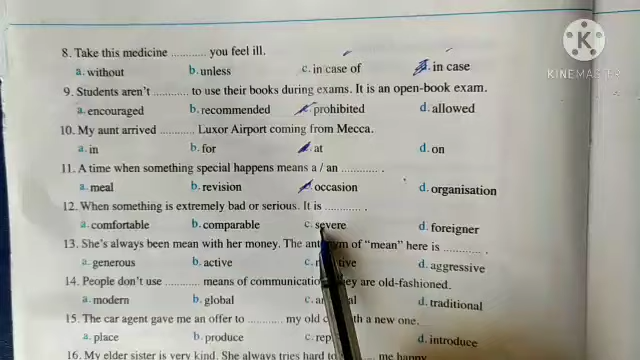 8. Take this medicine ........... you feel ill.
a. without b. unless c. in case of d. in case
KINEMASTER
9. Students aren't ........... to use their books during exams. It is an open-book exam.
a. encouraged b. recommended c. prohibited d. allowed
10. My aunt arrived ........... Luxor Airport coming from Mecca.
a. in b. for c. at d. on
11. A time when something special happens means a / an ............ .
a. meal b. revision c. occasion d. organisation
12. When something is extremely bad or serious. It is ............ .
a. comfortable b. comparable c. severe d. foreigner
13. She's always been mean with her money. The antonym of "mean" here is ............ .
a. generous b. active c. d. aggressive
14. People don't use ........... means of communication. They are old-fashioned.
a. modern b. global c. d. traditional
15. The car agent gave me an offer to ........... my old with a new one.
a. place b. produce c. d. introduce
16. My elder sister is very kind. She always tries hard to me happy.